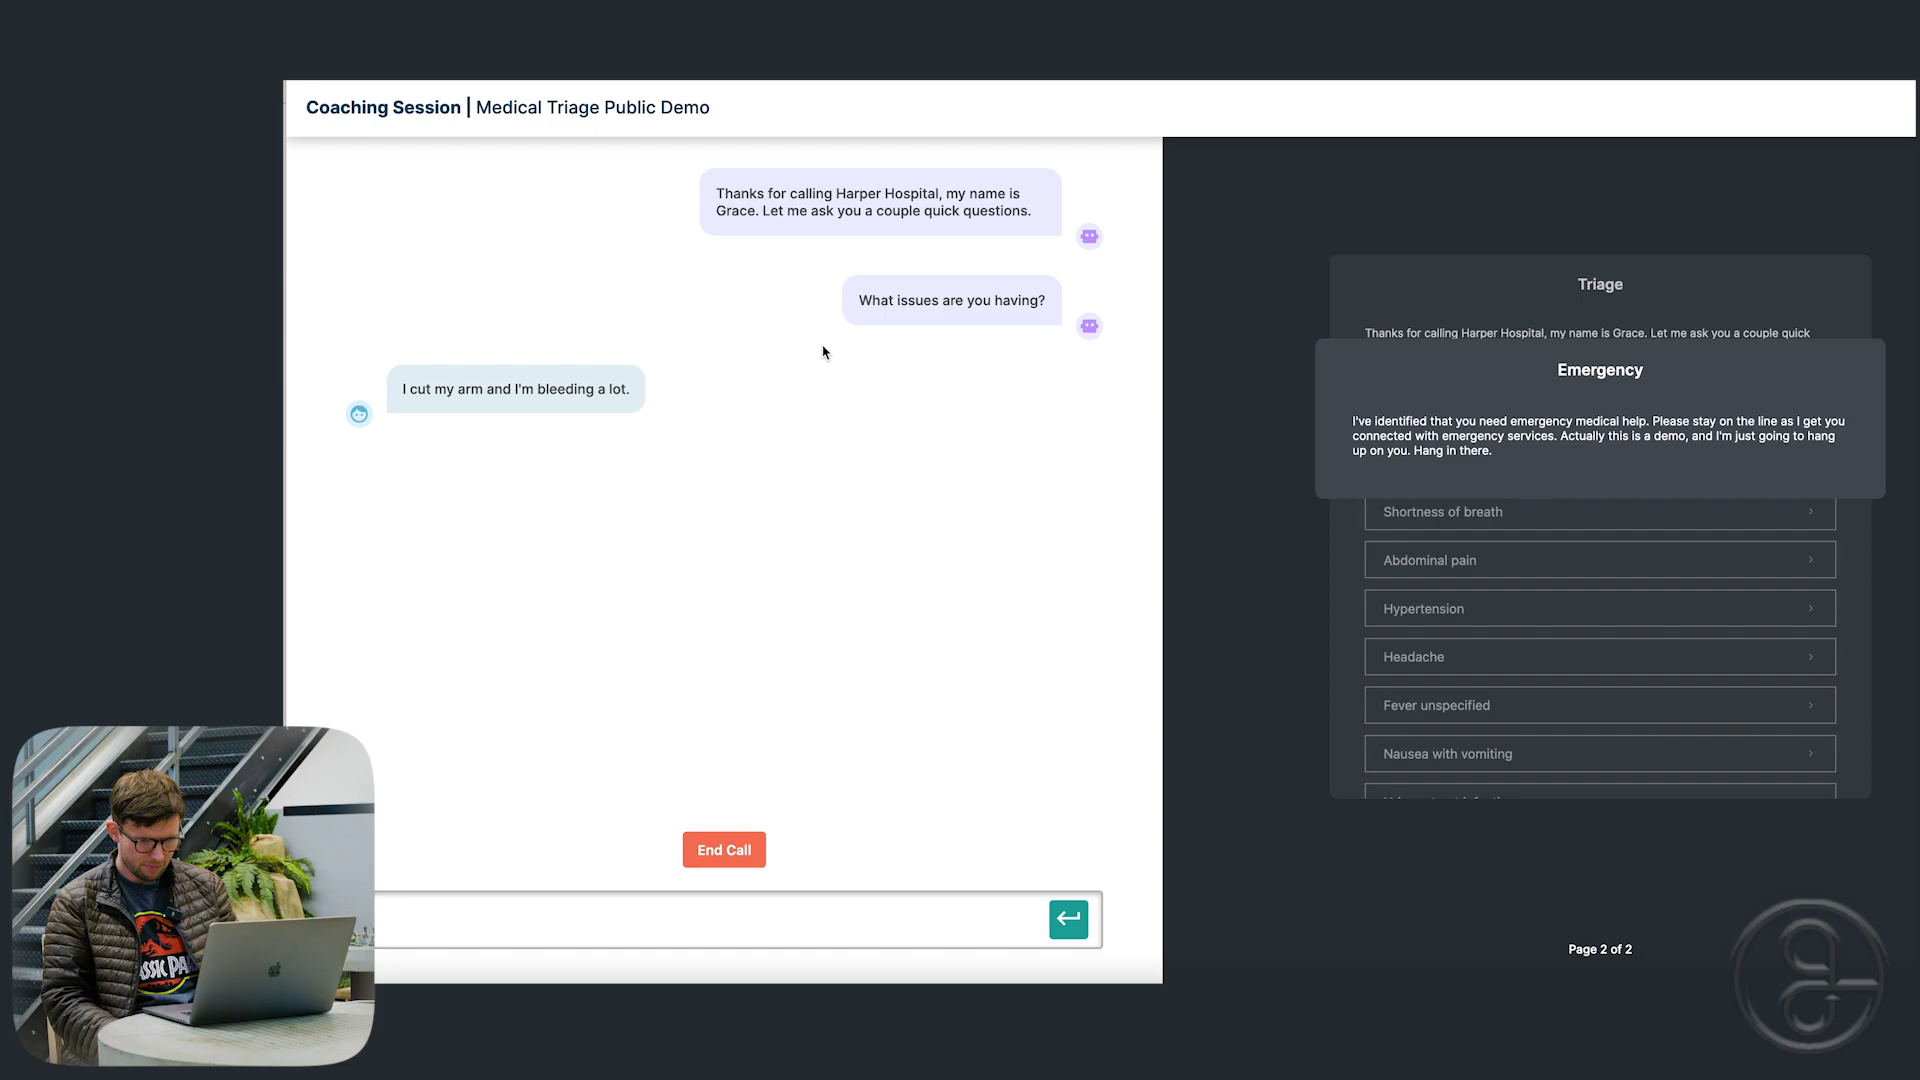 Coaching Session | Medical Triage Public Demo
Thanks for calling Harper Hospital, my name is
Grace. Let me ask you a couple quick questions.
What issues are you having?
I cut my arm and I'm bleeding a lot.
End Call
Triage
Thanks for calling Harper Hospital, my name is Grace. Let me ask you a couple quick
Emergency
I've identified that you need emergency medical help. Please stay on the line as I get you
connected with emergency services. Actually this is a demo, and I'm just going to hang
up on you. Hang in there.
Shortness of breath
Abdominal pain
Hypertension
Headache
Fever unspecified
Nausea with vomiting
Page 2 of 2